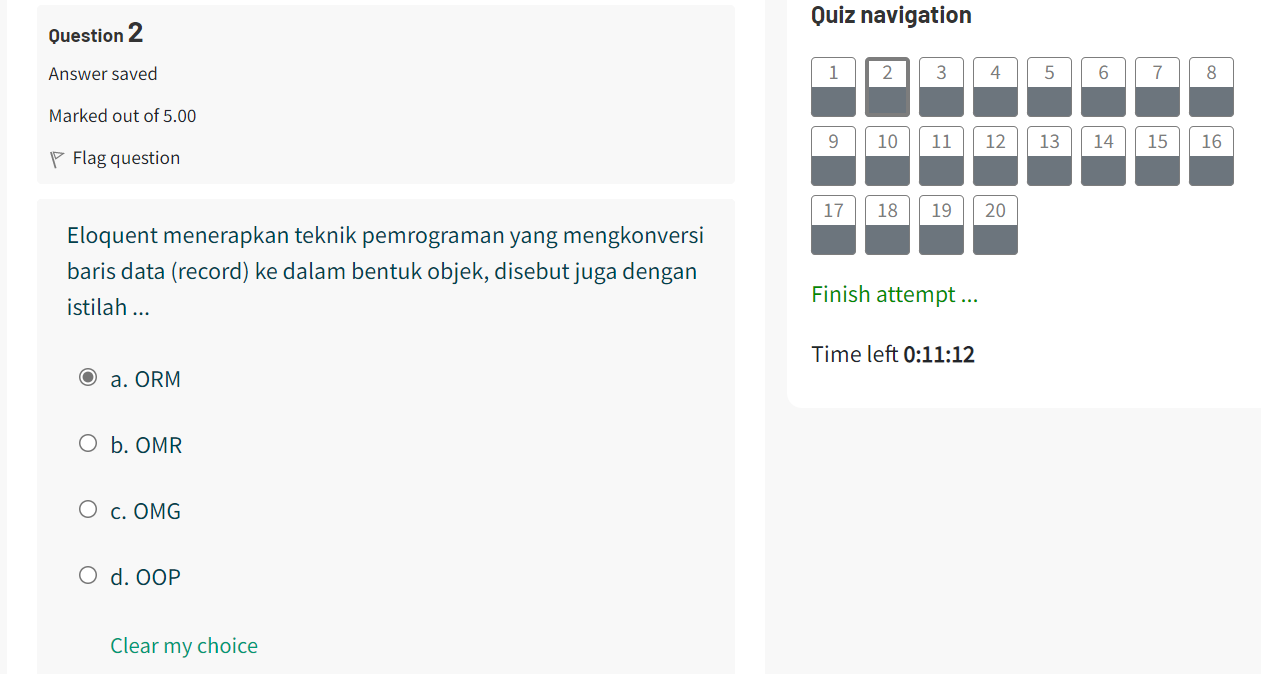 Question 2
Answer saved
Marked out of 5.00
Flag question
Eloquent menerapkan teknik pemrograman yang mengkonversi
baris data (record) ke dalam bentuk objek, disebut juga dengan
istilah ...
a. ORM
b. OMR
c. OMG
d. OOP
Clear my choice
Quiz navigation
1 2 3 4 5 6 7 8
9 10 11 12 13 14 15 16
17 18 19 20
Finish attempt ...
Time left 0:11:12